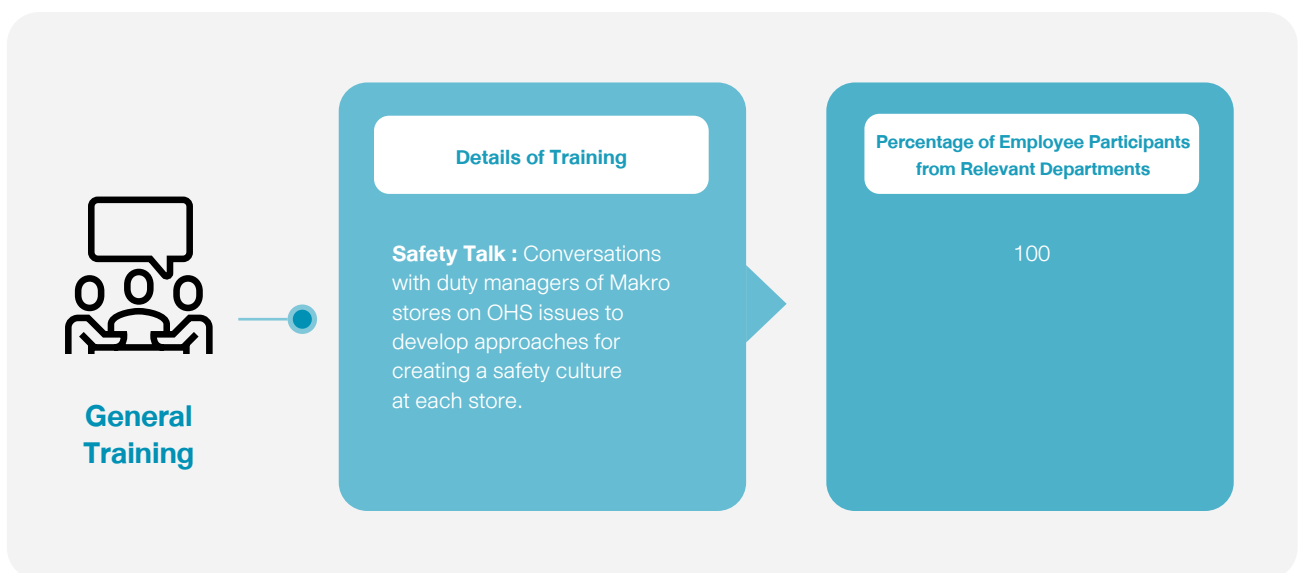 General
Training
Details of Training
Safety Talk : Conversations
with duty managers of Makro
stores on OHS issues to
develop approaches for
creating a safety culture
at each store.
Percentage of Employee Participants
from Relevant Departments
100